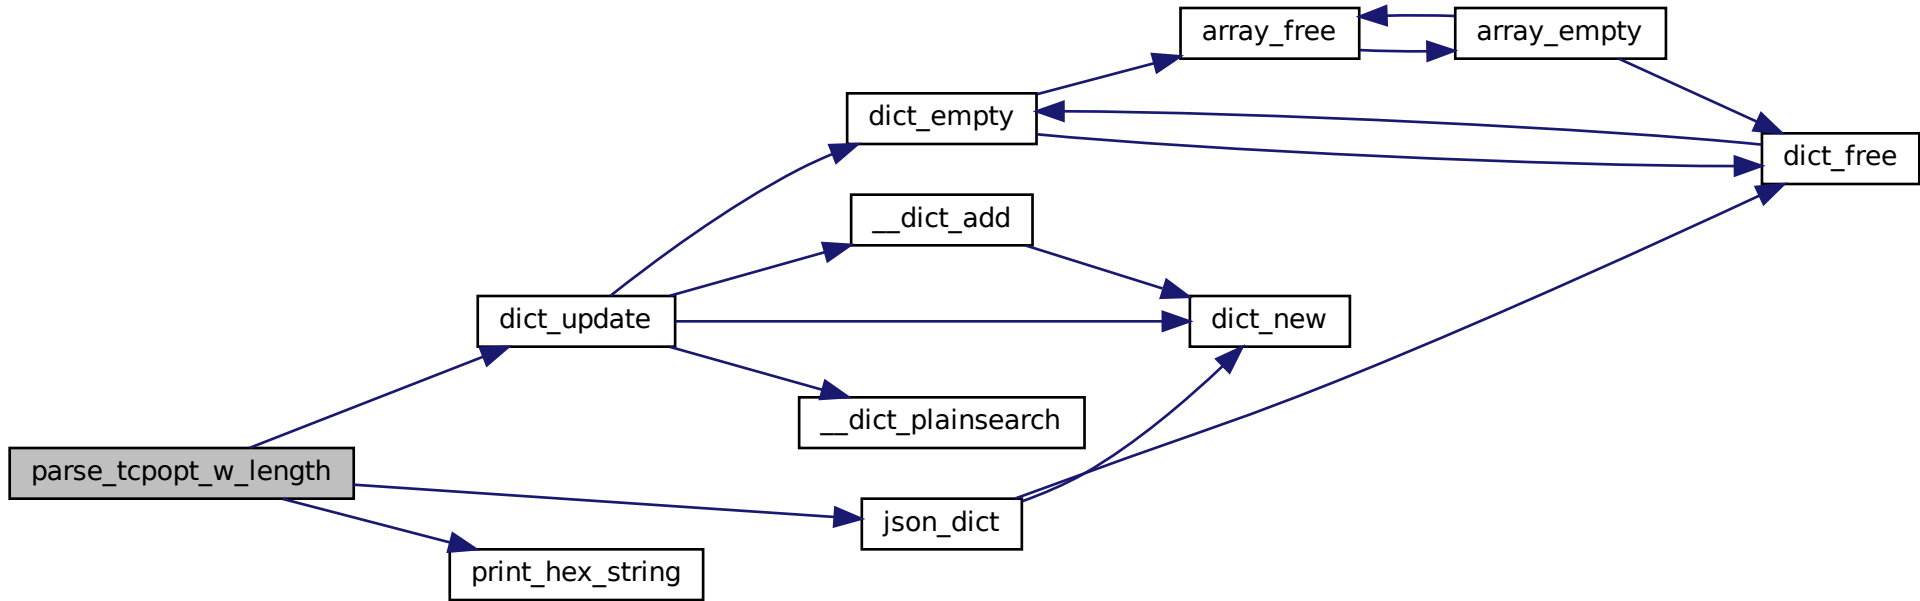 array_free
array_empty
dict_empty
dict_free
__dict_add
dict_update
dict_new
__dict_plainsearch
parse_tcpopt_w_length
json_dict
print_hex_string